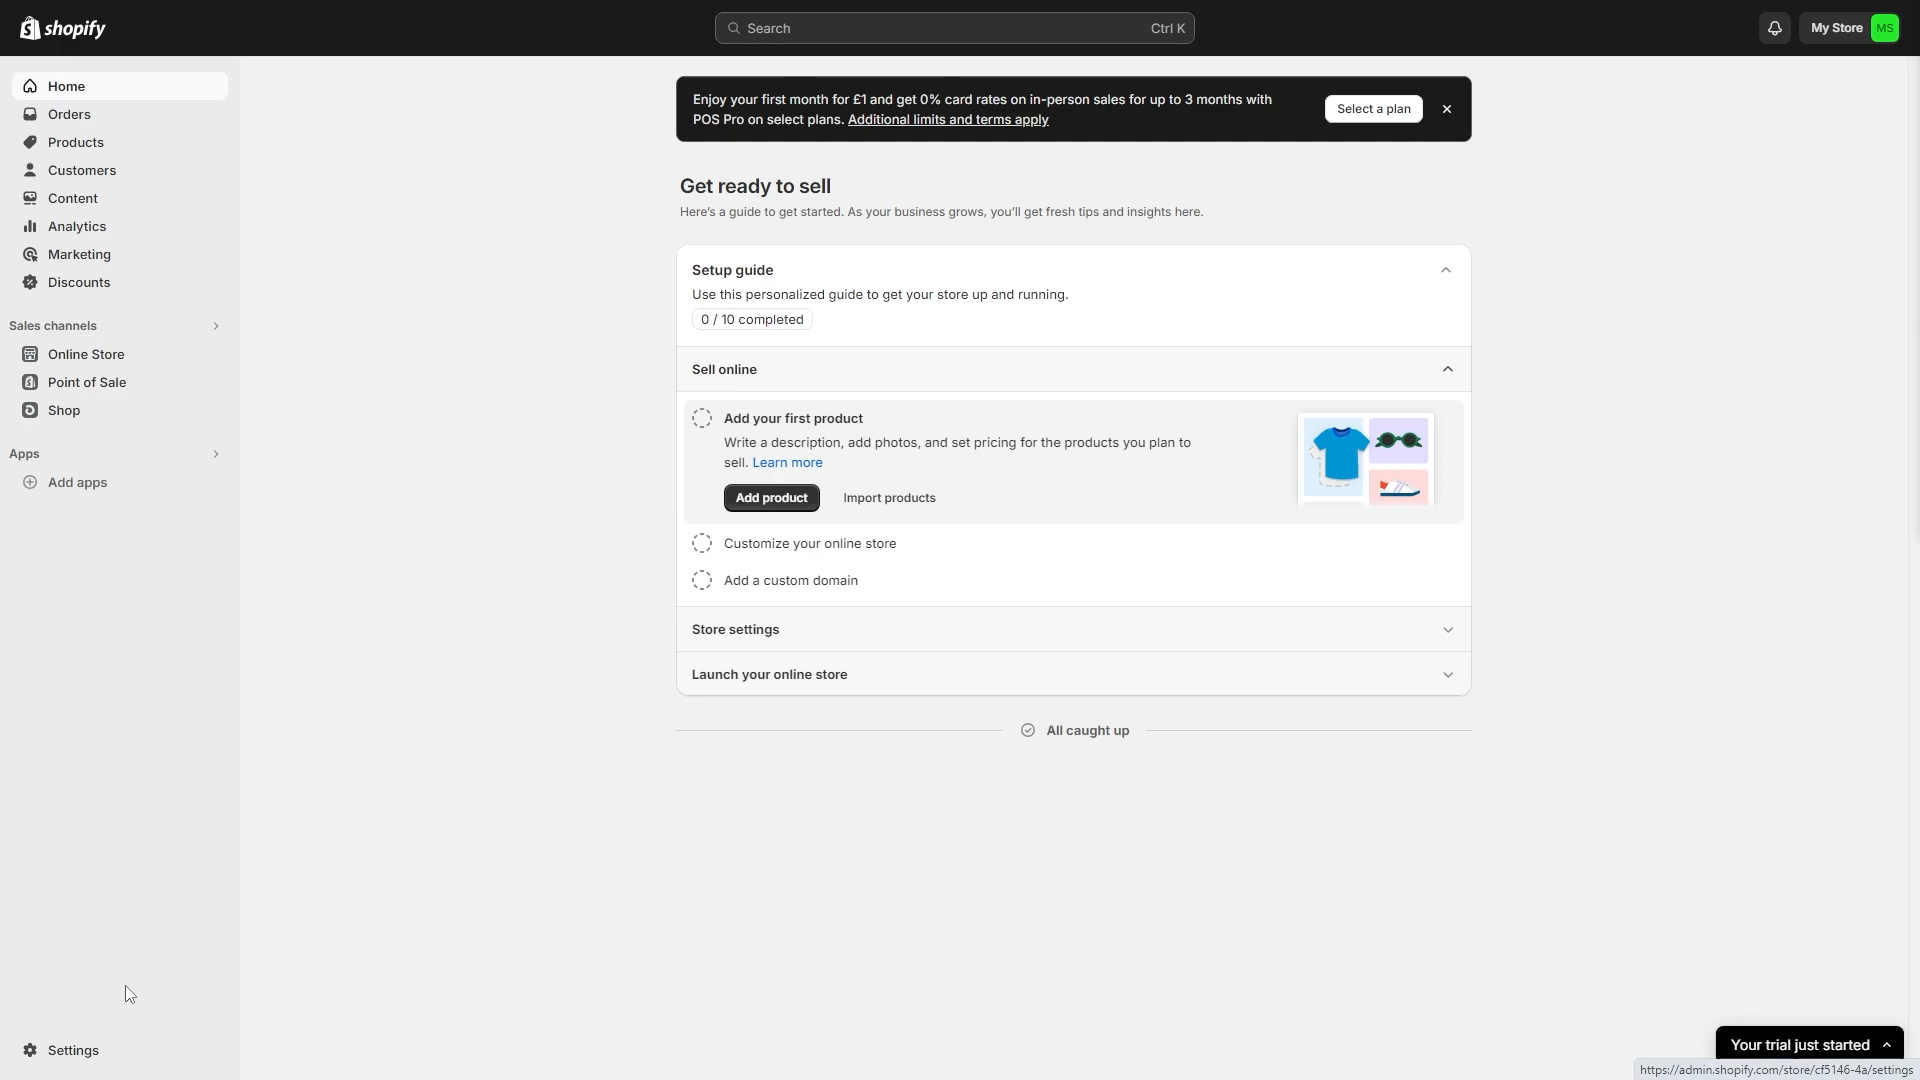 shopify
Search
Ctrl K
My Store
MS
Home
Orders
Products
Customers
Content
Analytics
Marketing
Discounts
Sales channels
Online Store
Point of Sale
Shop
Apps
Add apps
Settings
Enjoy your first month for £1 and get 0% card rates on in-person sales for up to 3 months with
POS Pro on select plans. Additional limits and terms apply
Select a plan
Get ready to sell
Here's a guide to get started. As your business grows, you'll get fresh tips and insights here.
Setup guide
Use this personalized guide to get your store up and running.
0 / 10 completed
Sell online
Add your first product
Write a description, add photos, and set pricing for the products you plan to
sell. Learn more
Add product
Import products
Customize your online store
Add a custom domain
Store settings
Launch your online store
All caught up
Your trial just started
https://admin.shopify.com/store/cf5146-4a/settings